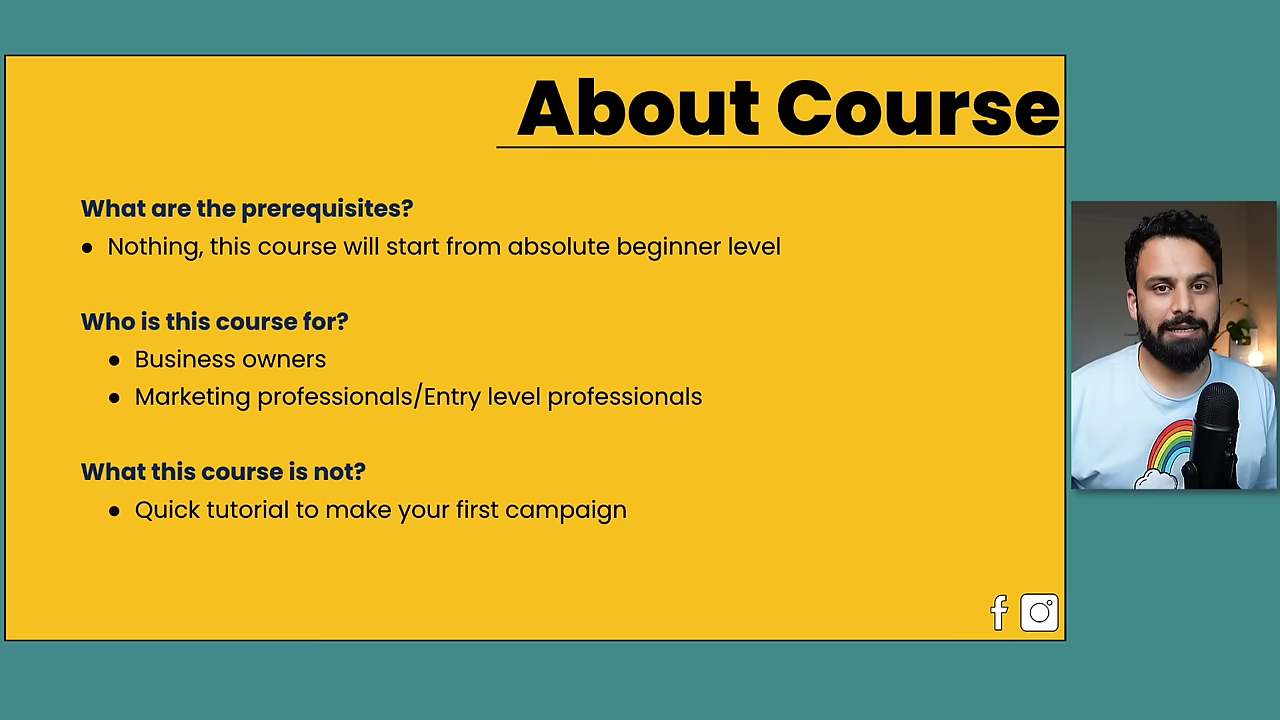 About Course
What are the prerequisites?
● Nothing, this course will start from absolute beginner level
Who is this course for?
● Business owners
● Marketing professionals/Entry level professionals
What this course is not?
● Quick tutorial to make your first campaign